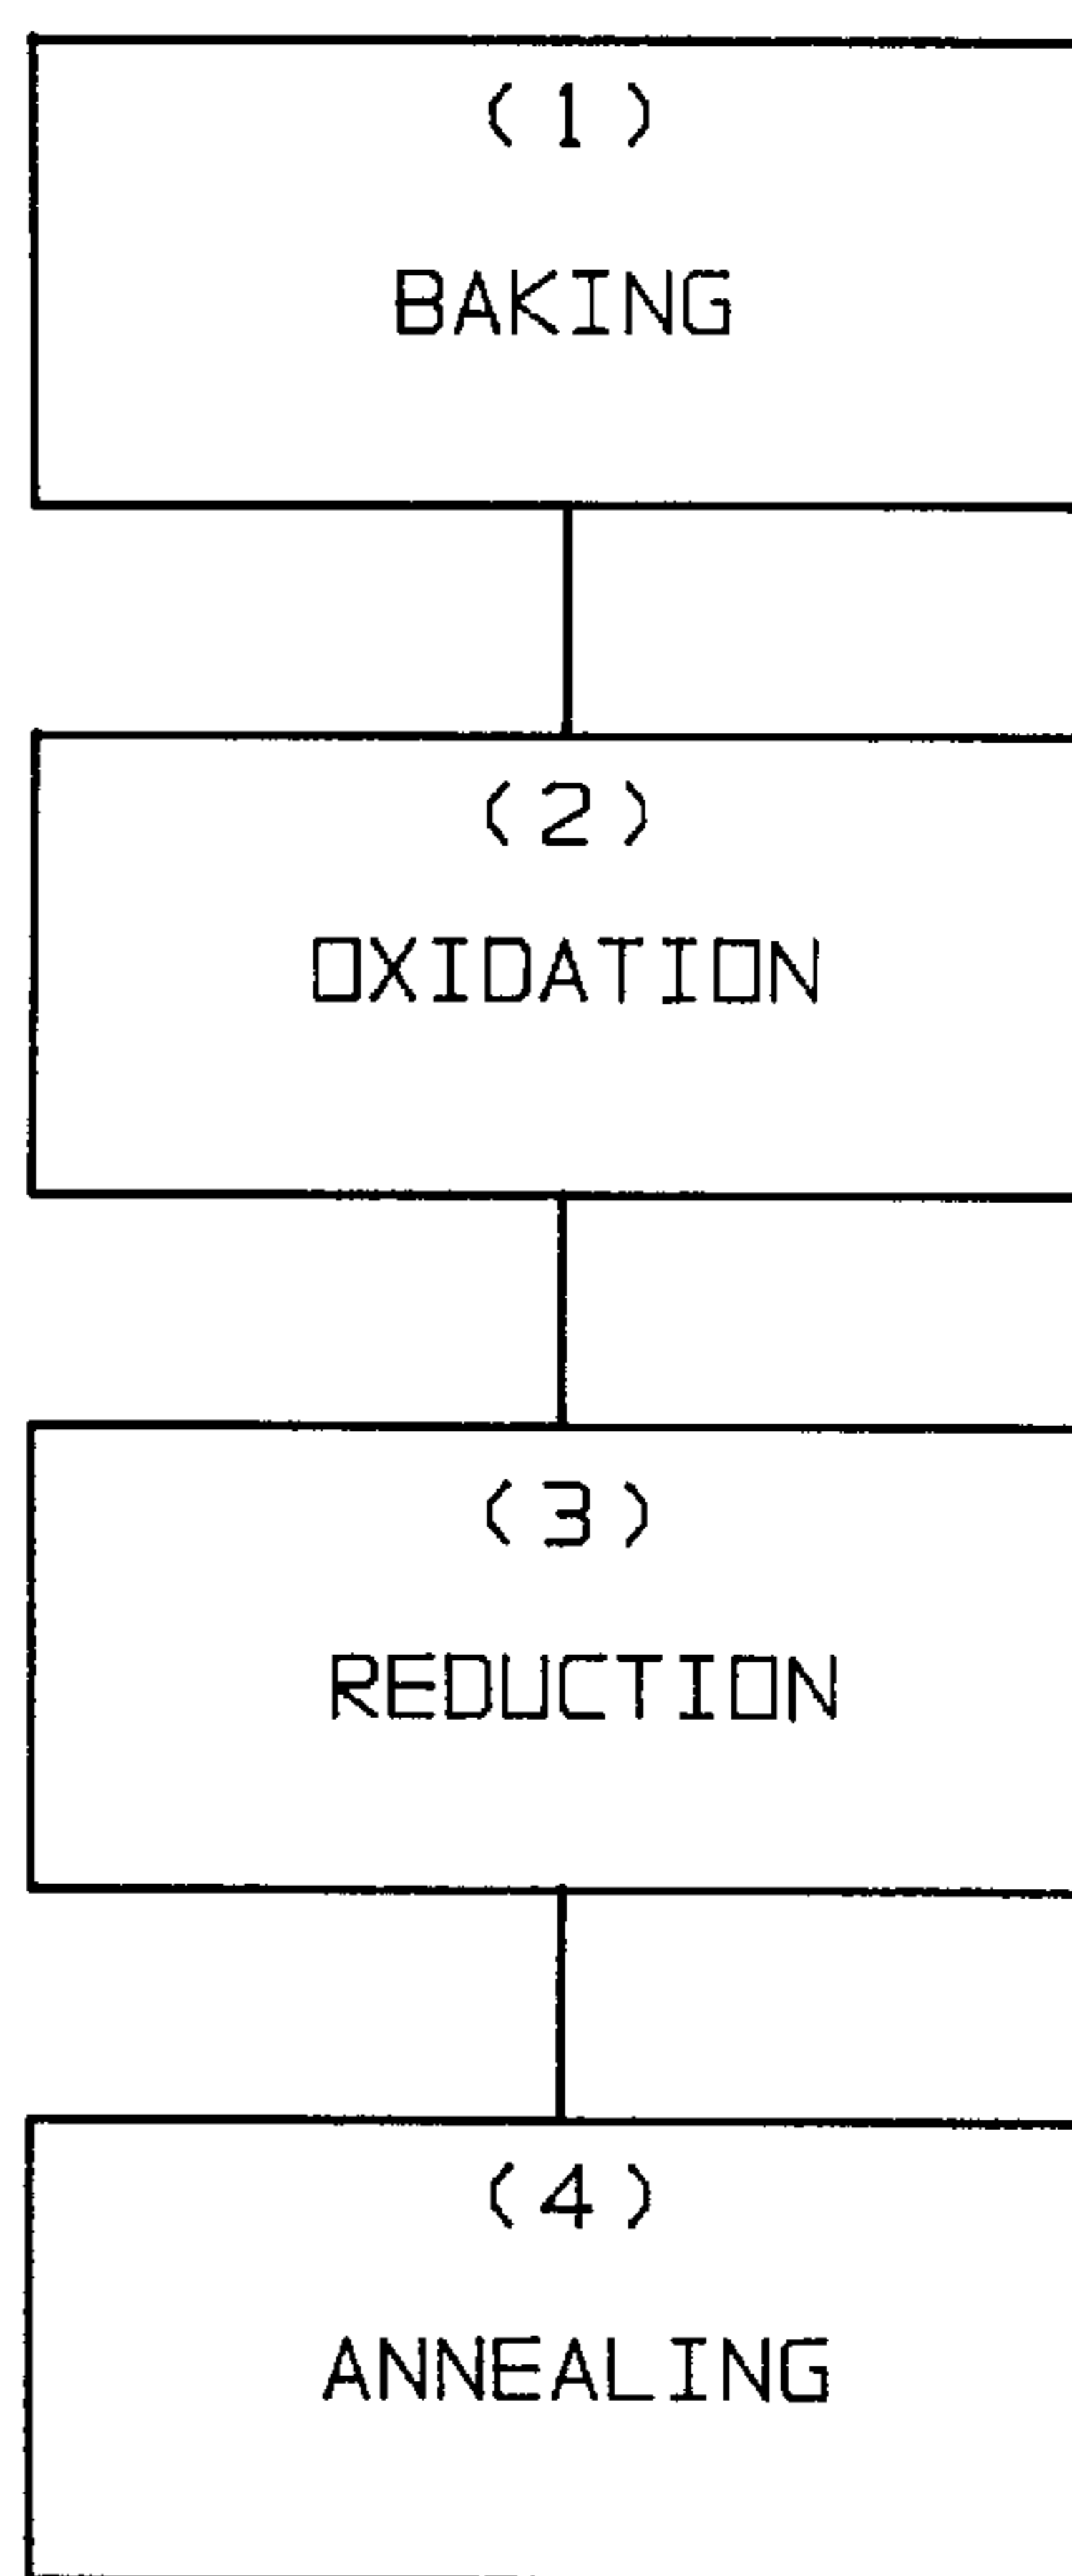 (1)
BAKING
(2)
OXIDATION
(3)
REDUCTION
(4)
ANNEALING